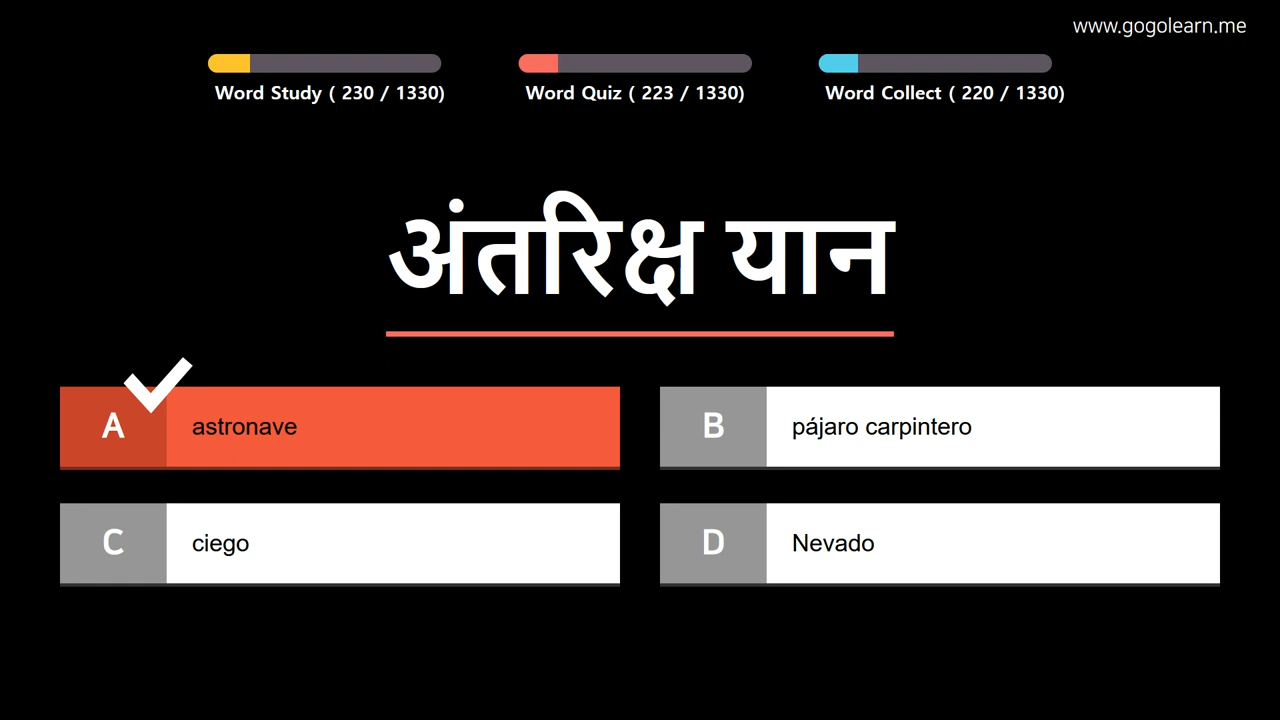 www.gogolearn.me
Word Study ( 230 / 1330)
Word Quiz ( 223 / 1330)
Word Collect ( 220 / 1330)
अंतरिक्ष यान
A astronave
B pájaro carpintero
C ciego
D Nevado